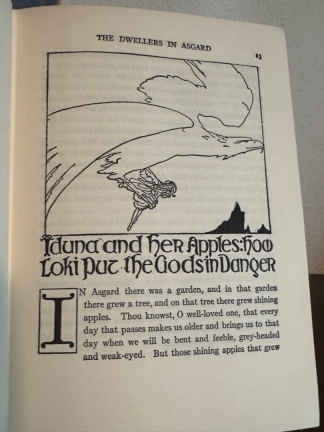 THE DWELLERS IN ASGARD
13
Iduna and Her Apples: How
Loki Put the Gods in Danger
IN Asgard there was a garden, and in that garden
there grew a tree, and on that tree there grew shining
apples. Thou knowst, O well-loved one, that every
day that passes makes us older and brings us to that
day when we will be bent and feeble, grey-headed
and weak-eyed. But those shining apples that grew